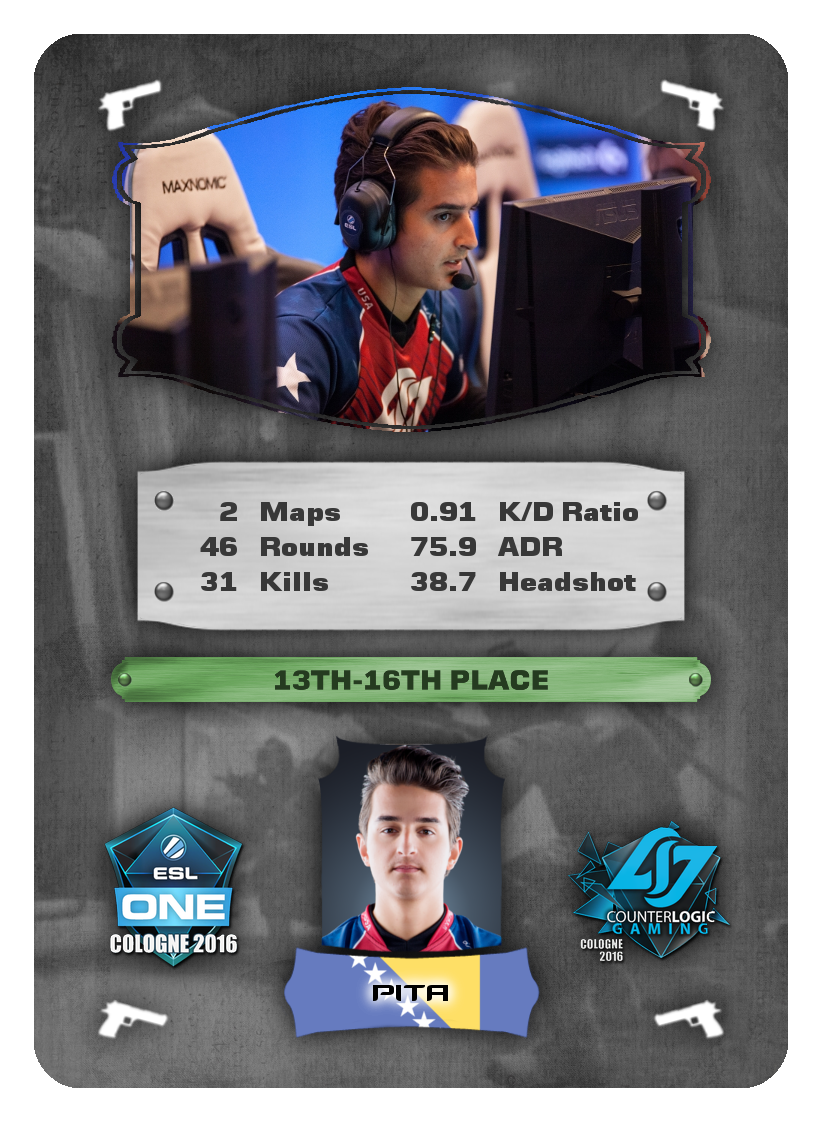 MAXNOMIC
ESL
USA
2 Maps 0.91 K/D Ratio
46 Rounds 75.9 ADR
31 Kills 38.7 Headshot
13TH-16TH PLACE
ESL
ONE
COLOGNE 2016
COUNTERLOGIC
GAMING
COLOGNE
2016
PITA